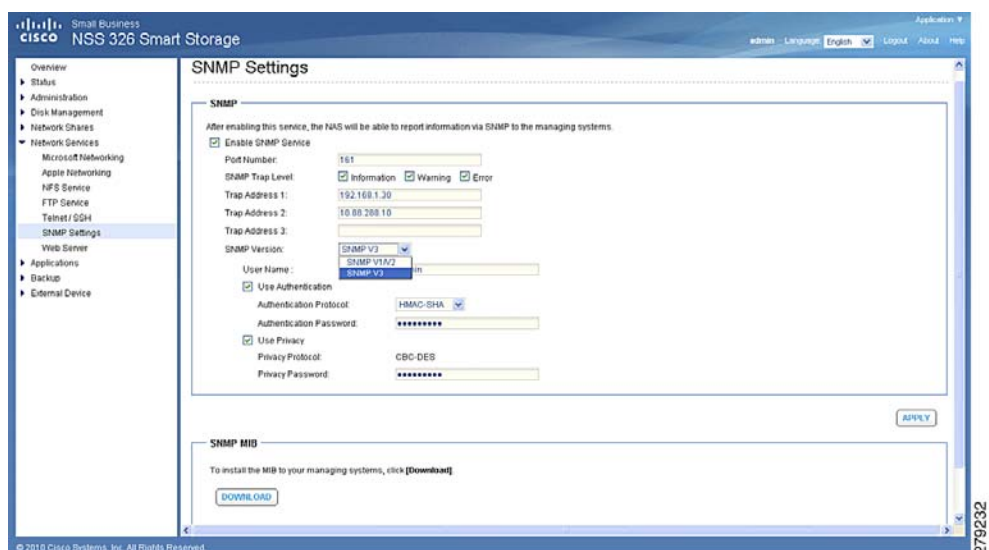 Small Business
CISCO NSS 326 Smart Storage
Application
admin Language: English Logout About Help
Overview
Status
Administration
Disk Management
Network Shares
Network Services
Microsoft Networking
Apple Networking
NFS Service
FTP Service
Telnet / SSH
SNMP Settings
Web Server
Applications
Backup
External Device
SNMP Settings
SNMP
After enabling this service, the NAS will be able to report information via SNMP to the managing systems.
Enable SNMP Service
Port Number: 161
SNMP Trap Level: Information Warning Error
Trap Address 1: 192.168.1.30
Trap Address 2: 10.88.288.10
Trap Address 3:
SNMP Version: SNMP V3
SNMP V1/V2
SNMP V3
User Name :
Use Authentication
Authentication Protocol: HMAC-SHA
Authentication Password: •••••••••
Use Privacy
Privacy Protocol: CBC-DES
Privacy Password: •••••••••
APPLY
SNMP MIB
To install the MIB to your managing systems, click [Download].
DOWNLOAD
© 2010 Cisco Systems, Inc. All Rights Reserved.
279232